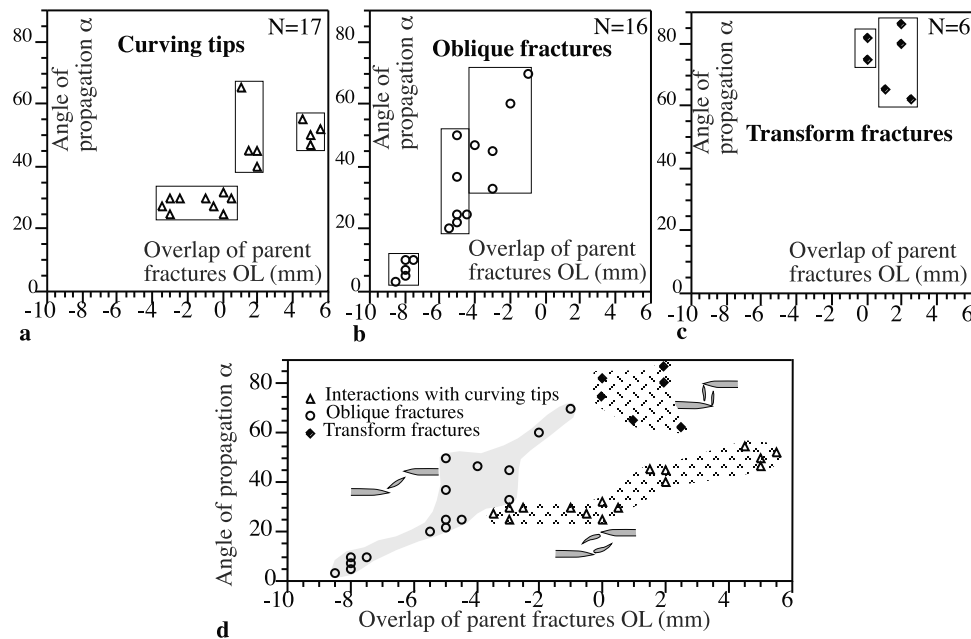 N=17
Curving tips
Angle of
propagation α
80
60
40
20
0
Overlap of parent
fractures OL (mm)
-10 -8 -6 -4 -2 0 2 4 6
a
N=16
Oblique fractures
Angle of
propagation α
80
60
40
20
0
Overlap of parent
fractures OL (mm)
-10 -8 -6 -4 -2 0 2 4 6
b
N=6
Transform fractures
Angle of
propagation α
80
60
40
20
0
Overlap of parent
fractures OL (mm)
-10 -8 -6 -4 -2 0 2 4 6
c
Interactions with curving tips
Oblique fractures
Transform fractures
Angle of propagation α
80
60
40
20
0
-10 -8 -6 -4 -2 0 2 4 6
Overlap of parent fractures OL (mm)
d